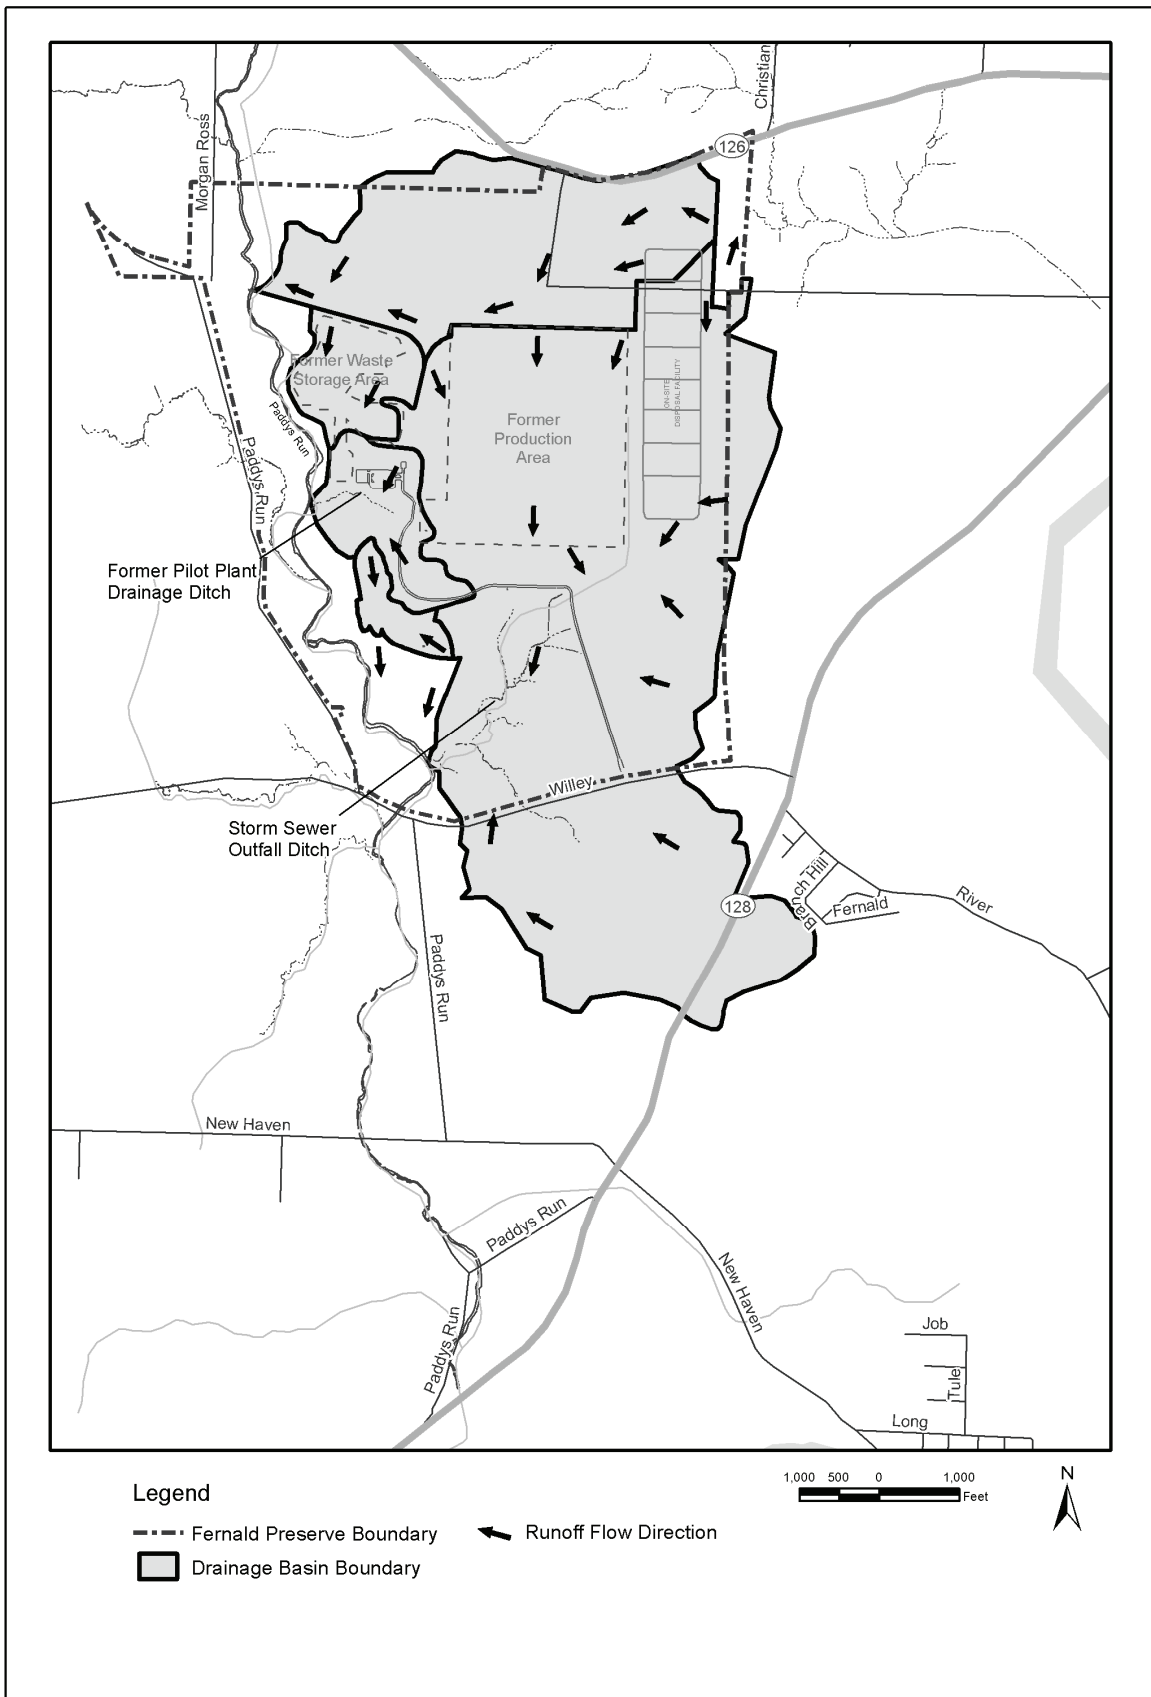 Christian
126
Morgan Ross
Former Waste
Storage Area
Paddys Run
Paddys Run
ON-SITE
DISPOSAL FACILITY
Former
Production
Area
Former Pilot Plant
Drainage Ditch
Willey
Storm Sewer
Outfall Ditch
Branch Hill
Fernald
River
128
Paddys Run
New Haven
Paddys Run
New Haven
Paddys Run
Job
Tule
Long
Legend
Fernald Preserve Boundary
Runoff Flow Direction
Drainage Basin Boundary
1,000 500 0 1,000
Feet
N